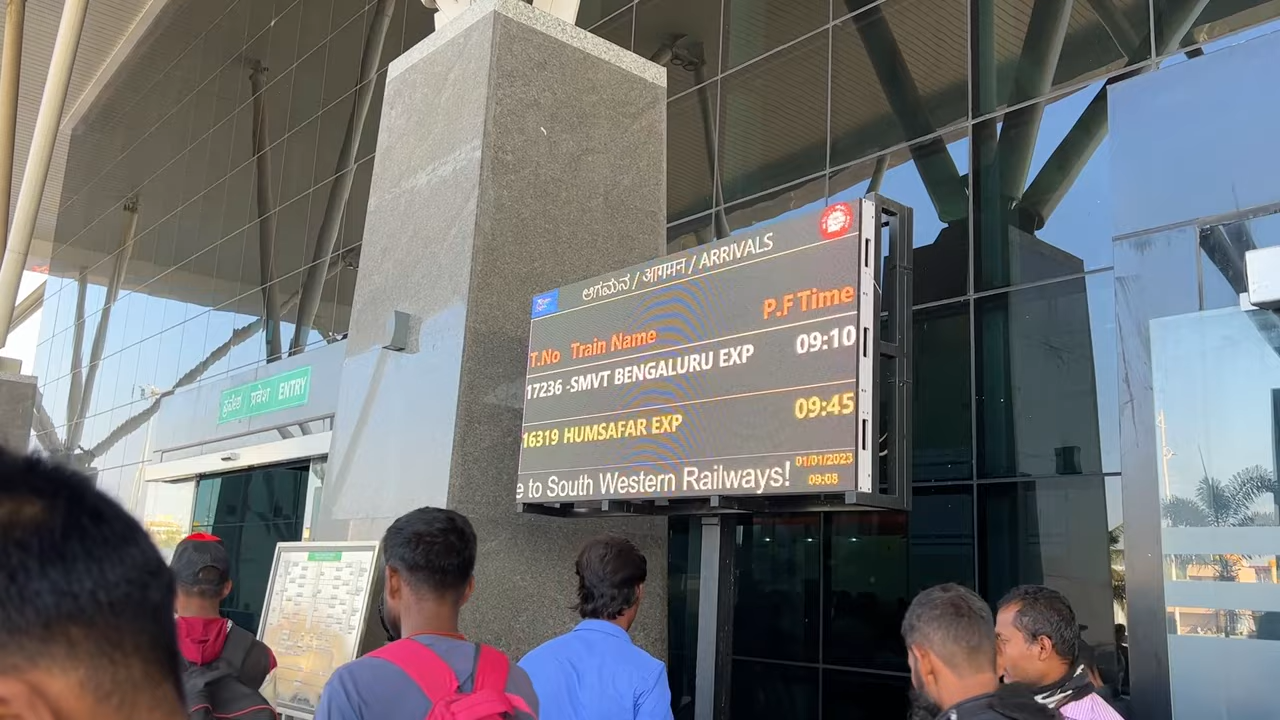 ಆಗಮನ / आगमन / ARRIVALS
T.No Train Name P.F Time
17236 -SMVT BENGALURU EXP 09:10
16319 HUMSAFAR EXP 09:45
e to South Western Railways! 01/01/2023
09:08
ಪ್ರವೇಶ प्रवेश ENTRY